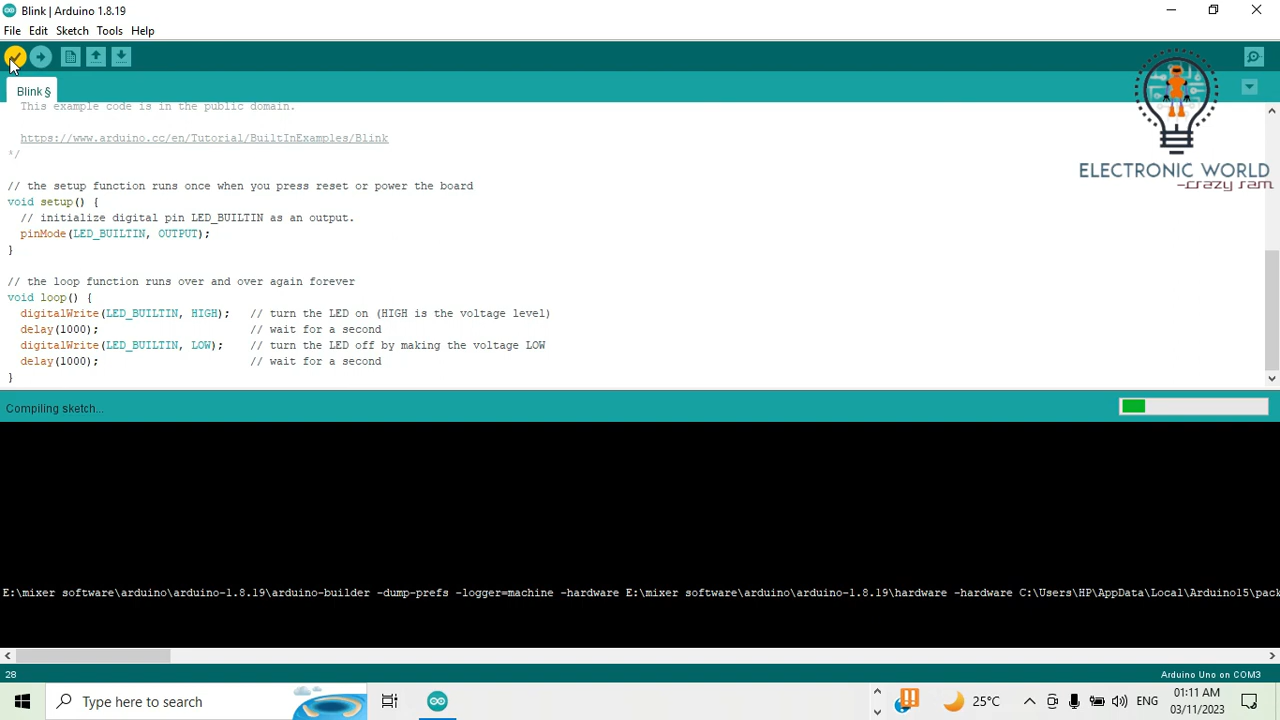 Blink | Arduino 1.8.19
File Edit Sketch Tools Help
Blink §
This example code is in the public domain.
https://www.arduino.cc/en/Tutorial/BuiltInExamples/Blink
*/
// the setup function runs once when you press reset or power the board
void setup() {
// initialize digital pin LED_BUILTIN as an output.
pinMode(LED_BUILTIN, OUTPUT);
}
// the loop function runs over and over again forever
void loop() {
digitalWrite(LED_BUILTIN, HIGH);   // turn the LED on (HIGH is the voltage level)
delay(1000);                       // wait for a second
digitalWrite(LED_BUILTIN, LOW);    // turn the LED off by making the voltage LOW
delay(1000);                       // wait for a second
}
ELECTRONIC WORLD
-crazy ram
Compiling sketch...
E:\mixer software\arduino\arduino-1.8.19\arduino-builder -dump-prefs -logger=machine -hardware E:\mixer software\arduino\arduino-1.8.19\hardware -hardware C:\Users\HP\AppData\Local\Arduino15\pack
28
Arduino Uno on COM3
Type here to search
25°C
ENG
01:11 AM
03/11/2023